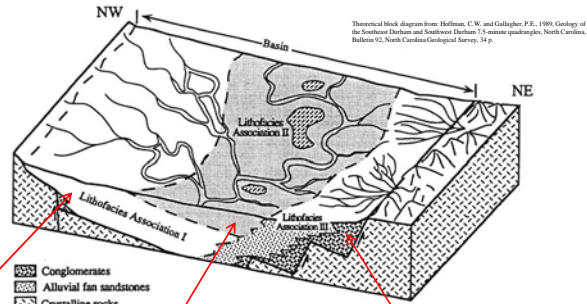 NW
Theoretical block diagram from: Hoffman, C.W. and Gallagher, P.E., 1989, Geology of
the Southeast Durham and Southwest Durham 7.5-minute quadrangles, North Carolina,
Bulletin 92, North Carolina Geological Survey, 34 p.
Basin
NE
Lithofacies
Association II
Lithofacies Association I
Lithofacies
Association III
Conglomerates
Alluvial fan sandstones
Crystalline rocks